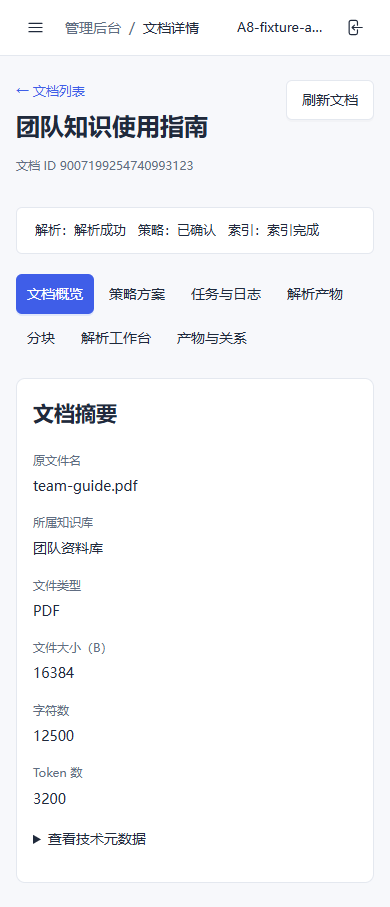 管理后台 / 文档详情 A8-fixture-a...
← 文档列表 刷新文档
团队知识使用指南
文档 ID 9007199254740993123
解析：解析成功 策略：已确认 索引：索引完成
文档概览 策略方案 任务与日志 解析产物
分块 解析工作台 产物与关系
文档摘要
原文件名
team-guide.pdf
所属知识库
团队资料库
文件类型
PDF
文件大小（B）
16384
字符数
12500
Token 数
3200
▶ 查看技术元数据